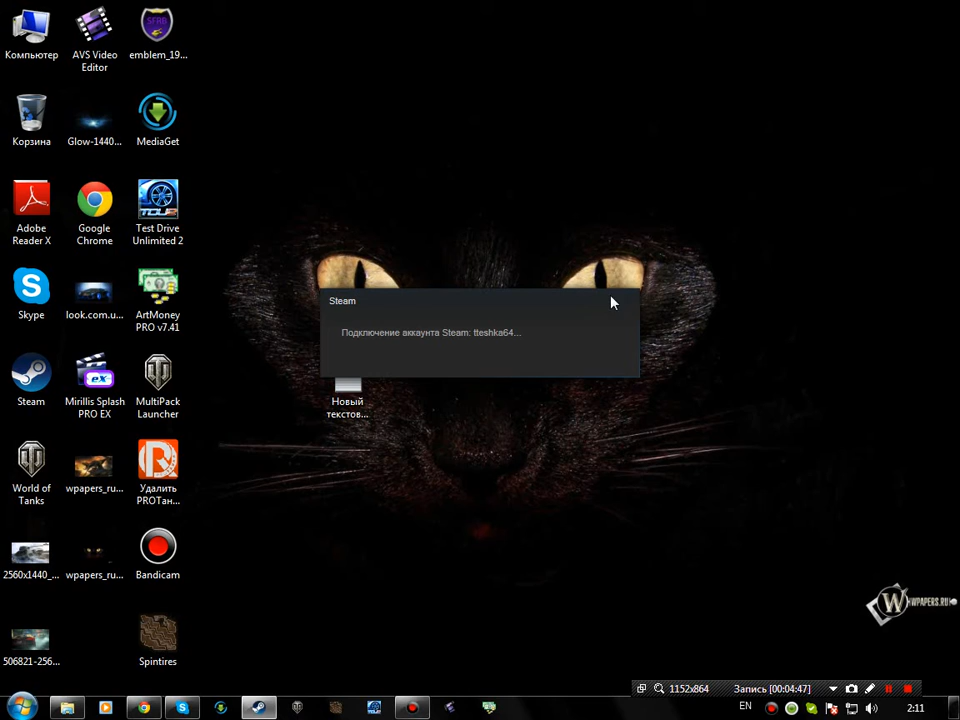 Компьютер
AVS Video
Editor
emblem_19...
SFRB
Корзина
Glow-1440...
MediaGet
Adobe
Reader X
Google
Chrome
TDU2
Test Drive
Unlimited 2
Skype
look.com.u...
ArtMoney
PRO v7.41
Steam
Mirillis Splash
PRO EX
MultiPack
Launcher
World of
Tanks
wpapers_ru...
Удалить
PROТан...
2560x1440_...
wpapers_ru...
Bandicam
506821-256...
Spintires
Steam
Подключение аккаунта Steam: tteshka64...
Новый
текстов...
W WPAPERS.RU
1152x864
Запись [00:04:47]
EN
2:11